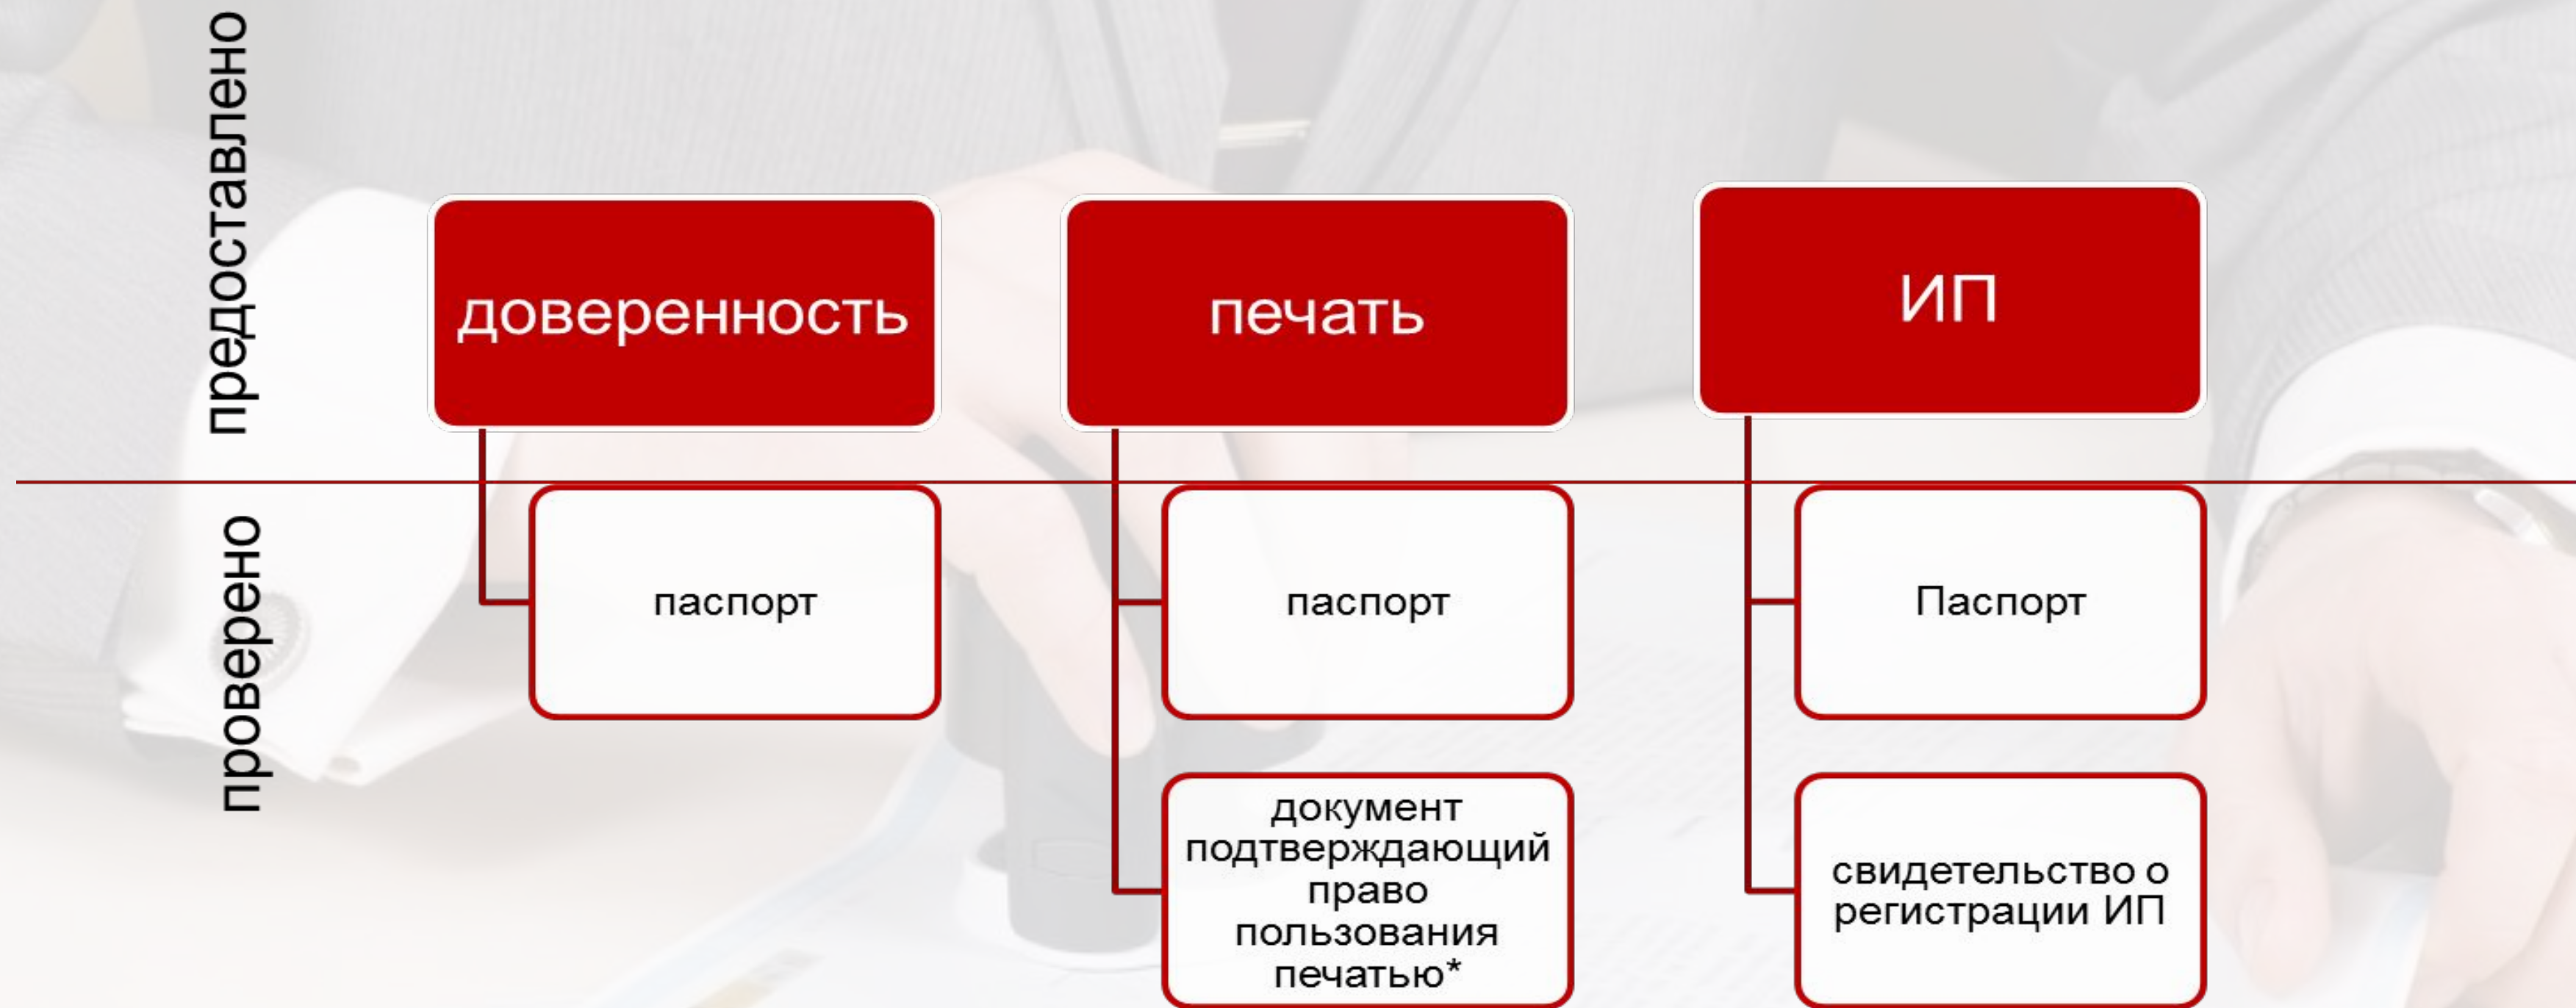 предоставлено
доверенность
печать
ИП
проверено
паспорт
паспорт
Паспорт
документ
подтверждающий
право
пользования
печатью*
свидетельство о
регистрации ИП